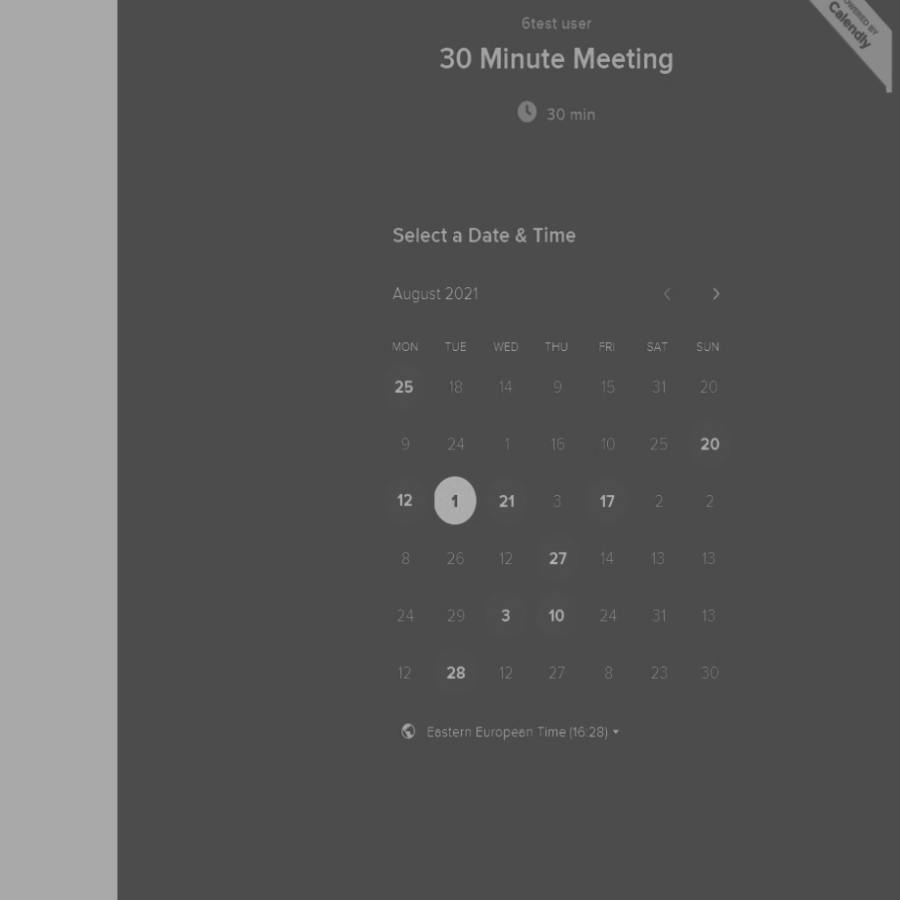 6test user
POWERED BY
Calendly
30 Minute Meeting
30 min
Select a Date & Time
August 2021
MON TUE WED THU FRI SAT SUN
25 18 14 9 15 31 20
9 24 1 16 10 25 20
12 1 21 3 17 2 2
8 26 12 27 14 13 13
24 29 3 10 24 31 13
12 28 12 27 8 23 30
Eastern European Time (16:28)